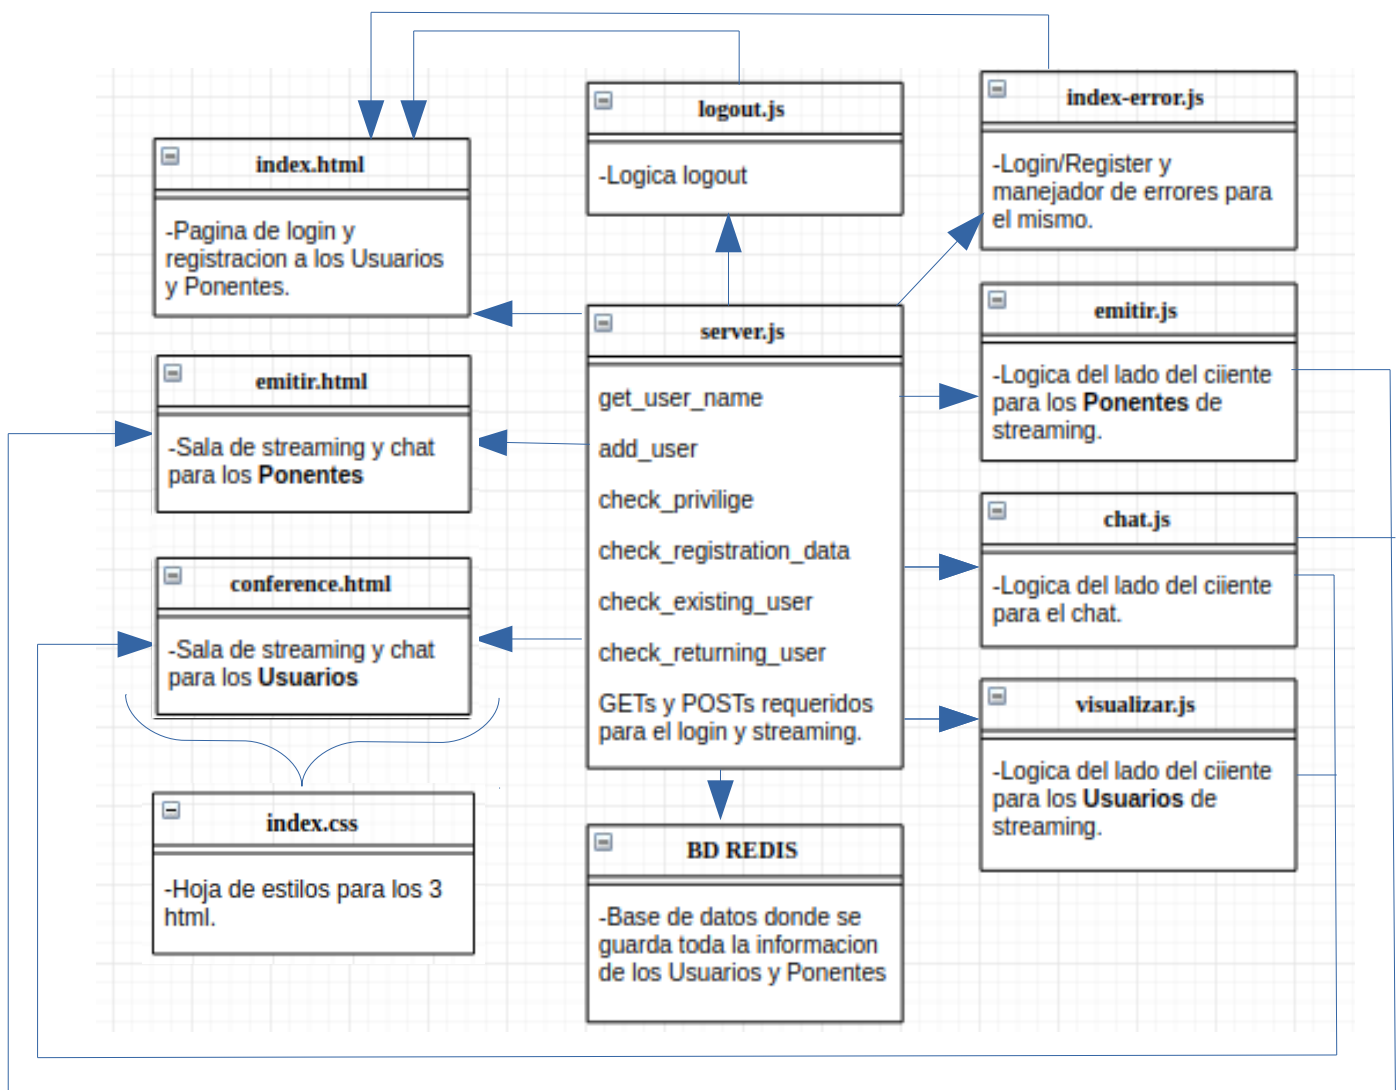 logout.js
-Logica logout
index-error.js
-Login/Register y
manejador de errores para
el mismo.
index.html
-Pagina de login y
registracion a los Usuarios
y Ponentes.
server.js
get_user_name
add_user
check_privilige
check_registration_data
check_existing_user
check_returning_user
GETs y POSTs requeridos
para el login y streaming.
emitir.js
-Logica del lado del ciiente
para los Ponentes de
streaming.
emitir.html
-Sala de streaming y chat
para los Ponentes
chat.js
-Logica del lado del ciiente
para el chat.
conference.html
-Sala de streaming y chat
para los Usuarios
visualizar.js
-Logica del lado del ciiente
para los Usuarios de
streaming.
index.css
-Hoja de estilos para los 3
html.
BD REDIS
-Base de datos donde se
guarda toda la informacion
de los Usuarios y Ponentes